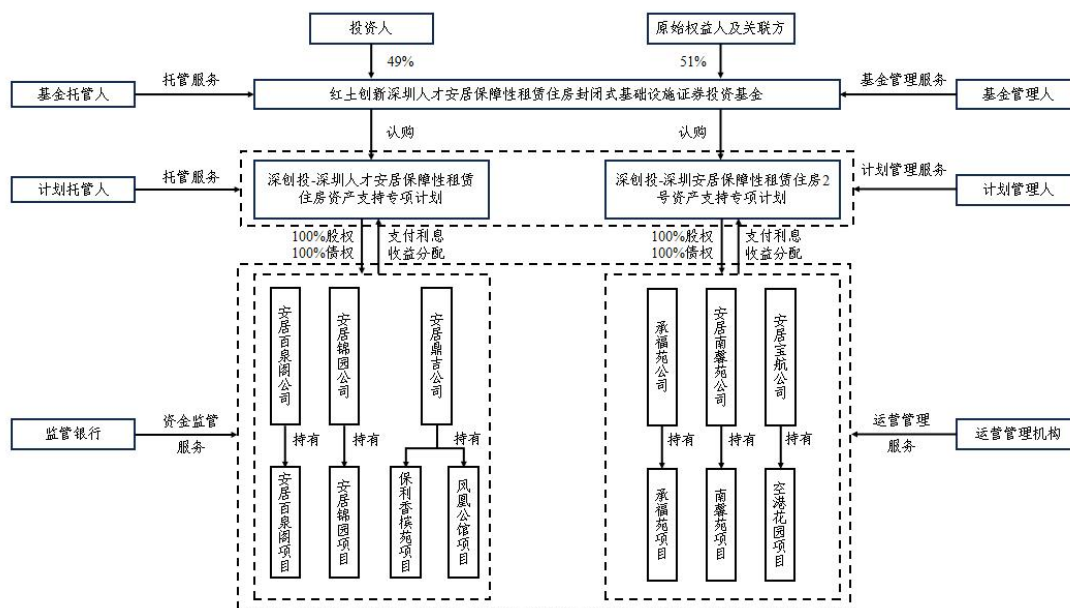 投资人
原始权益人及关联方
49%
51%
托管服务
基金管理服务
基金托管人
红土创新深圳人才安居保障性租赁住房封闭式基础设施证券投资基金
基金管理人
认购
认购
托管服务
计划管理服务
计划托管人
深创投-深圳人才安居保障性租赁
住房资产支持专项计划
深创投-深圳安居保障性租赁住房2
号资产支持专项计划
计划管理人
100%股权
100%债权
支付利息
收益分配
100%股权
100%债权
支付利息
收益分配
安居百泉阁公司
安居锦园公司
安居鼎吉公司
承福苑公司
安居南馨苑公司
安居宝航公司
资金监管
服务
监管银行
运营管理
服务
运营管理机构
持有
持有
持有
持有
持有
持有
安居百泉阁项目
安居锦园项目
保利香槟苑项目
凤凰公馆项目
承福苑项目
南馨苑项目
空港花园项目